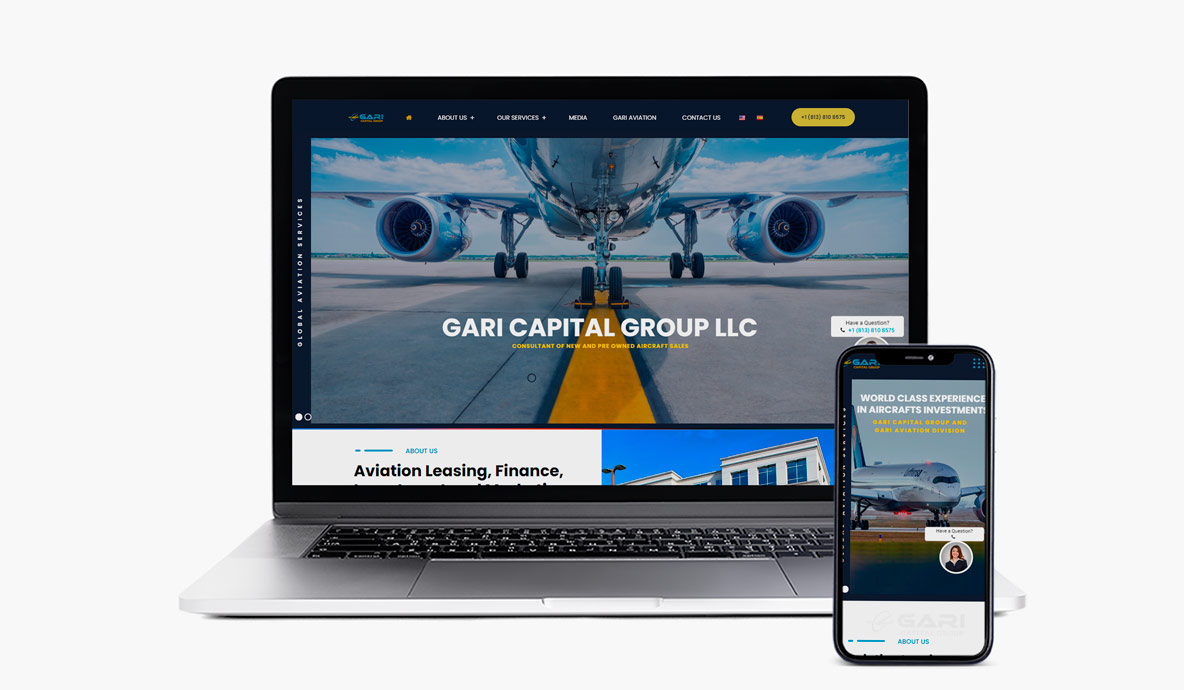 GARI
CAPITAL GROUP
ABOUT US +
OUR SERVICES +
MEDIA
GARI AVIATION
CONTACT US
+1 (813) 810 8575
GLOBAL AVIATION SERVICES
GARI CAPITAL GROUP LLC
CONSULTANT OF NEW AND PRE OWNED AIRCRAFT SALES
Have a Question?
+1 (813) 810 8575
ABOUT US
Aviation Leasing, Finance,
GARI
CAPITAL GROUP
WORLD CLASS EXPERIENCE
IN AIRCRAFTS INVESTMENTS
GARI CAPITAL GROUP AND
GARI AVIATION DIVISION
Lufthansa
Have a Question?
GARI
ABOUT US